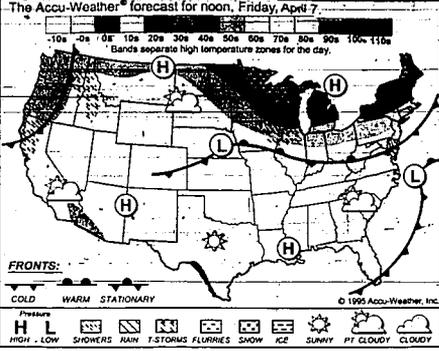 The Accu-Weather® forecast for noon, Friday, April 7.
-10s -0s 0s 10s 20s 30s 40s 50s 60s 70s 80s 90s 100s 110s
Bands separate high temperature zones for the day.
H
H
L
L
H
H
FRONTS:
COLD WARM STATIONARY
© 1995 Accu-Weather, Inc.
Pressure
H L
HIGH LOW SHOWERS RAIN T-STORMS FLURRIES SNOW ICE SUNNY PT CLOUDY CLOUDY